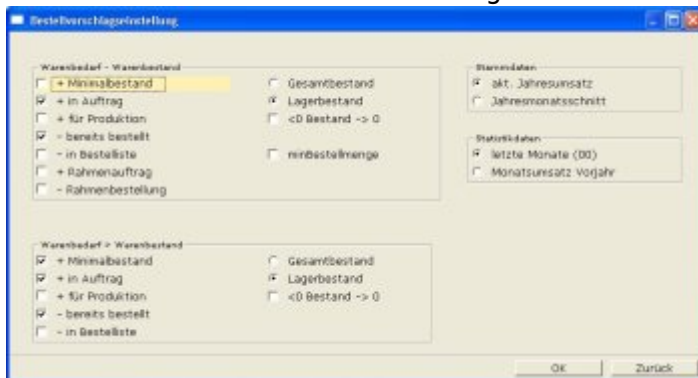 Bestellvorschlagseinstellung
Warenbedarf - Warenbestand
+ Minimalbestand
+ in Auftrag
+ für Produktion
- bereits bestellt
- in Bestelliste
+ Rahmenauftrag
- Rahmenbestellung
Gesamtbestand
Lagerbestand
<0 Bestand -> 0
minBestellmenge
Stammdaten
akt. Jahresumsatz
Jahresmonatsschnitt
Statistikdaten
letzte Monate (00)
Monatsumsatz Vorjahr
Warenbedarf > Warenbestand
+ Minimalbestand
+ in Auftrag
+ für Produktion
- bereits bestellt
- in Bestelliste
Gesamtbestand
Lagerbestand
<0 Bestand -> 0
OK
Zurück